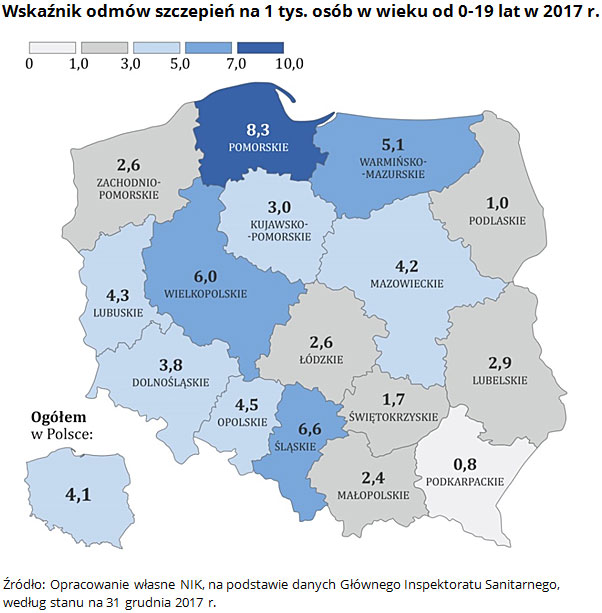 Wskaźnik odmów szczepień na 1 tys. osób w wieku od 0-19 lat w 2017 r.
0 1,0 3,0 5,0 7,0 10,0
8,3
POMORSKIE
5,1
WARMIŃSKO-
-MAZURSKIE
2,6
ZACHODNIO-
-POMORSKIE
3,0
KUJAWSKO-
-POMORSKIE
1,0
PODLASKIE
6,0
WIELKOPOLSKIE
4,2
MAZOWIECKIE
4,3
LUBUSKIE
2,6
ŁÓDZKIE
3,8
DOLNOŚLĄSKIE
2,9
LUBELSKIE
4,5
OPOLSKIE
1,7
ŚWIĘTOKRZYSKIE
6,6
ŚLĄSKIE
2,4
MAŁOPOLSKIE
0,8
PODKARPACKIE
Ogółem
w Polsce:
4,1
Źródło: Opracowanie własne NIK, na podstawie danych Głównego Inspektoratu Sanitarnego,
według stanu na 31 grudnia 2017 r.